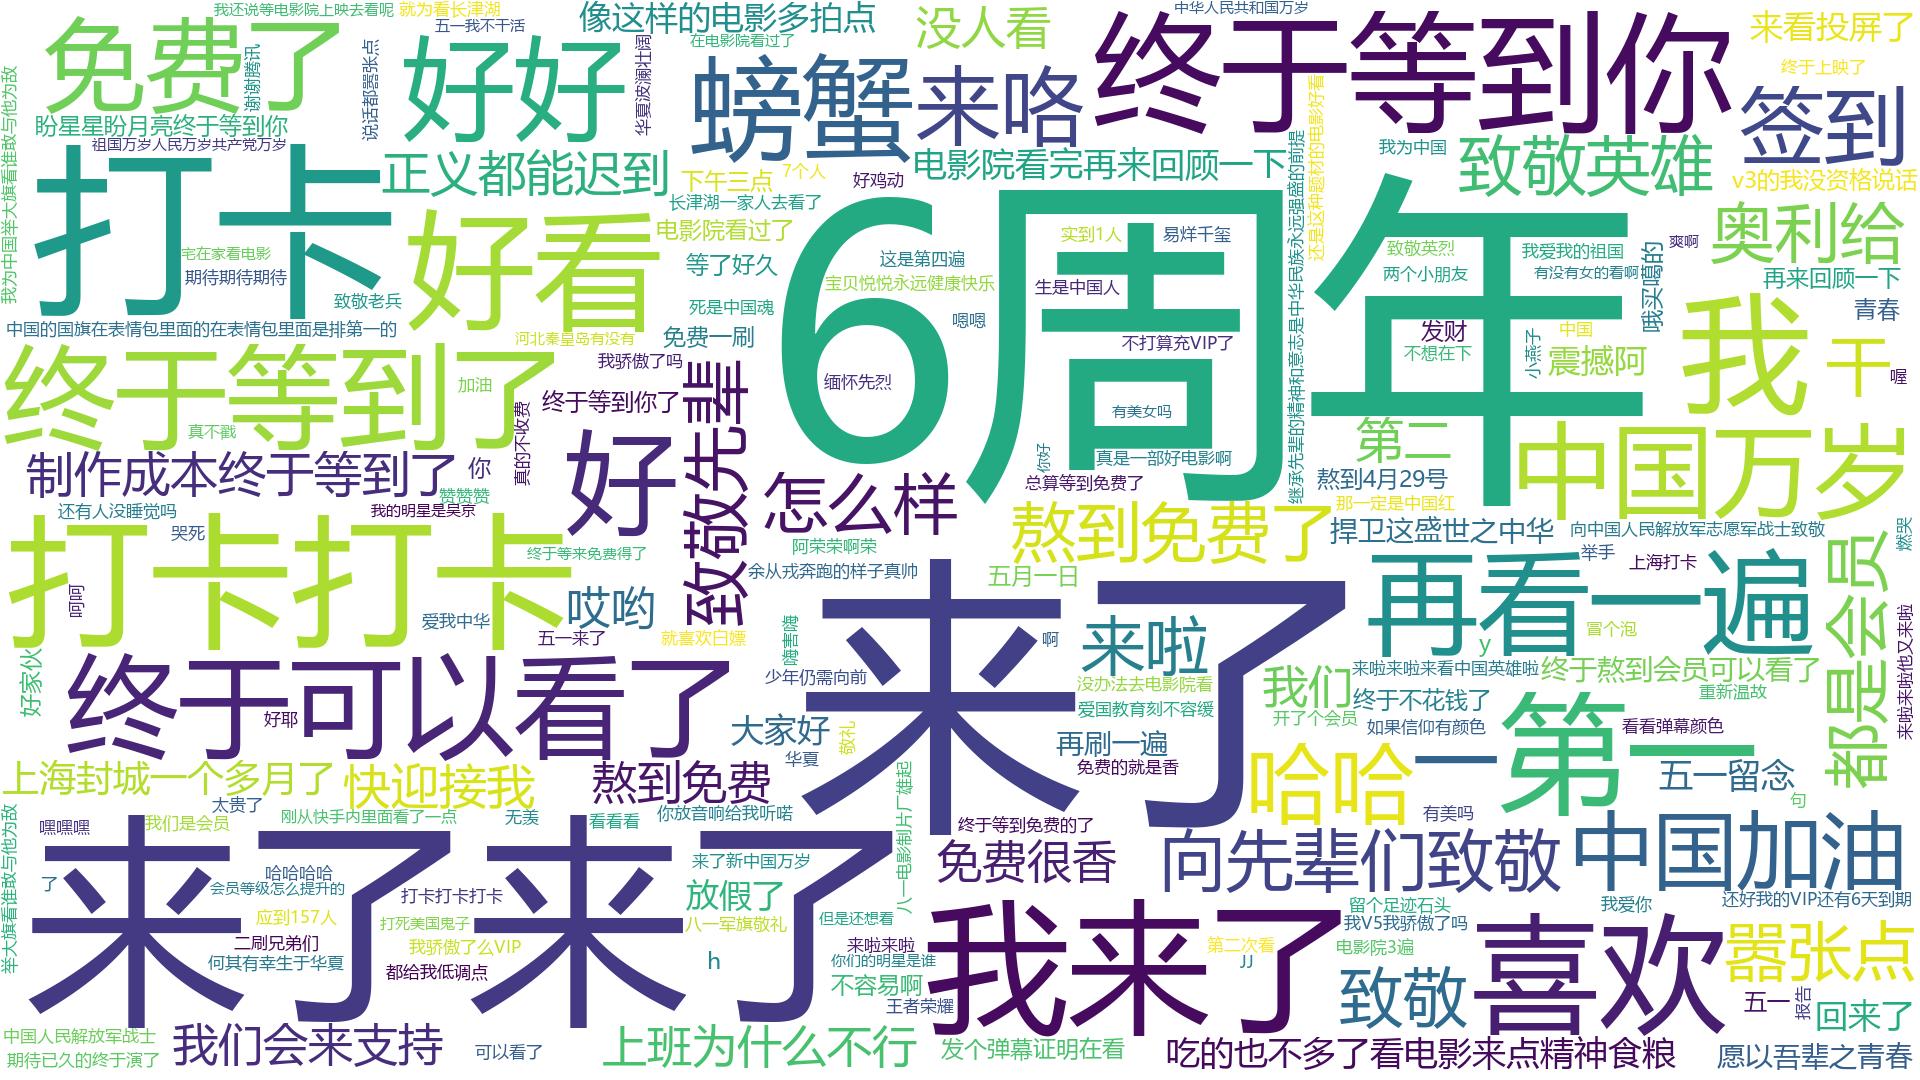 我还说等电影院上映去看呢
就为看长津湖
五一我不干活
像这样的电影多拍点
没人看
中华人民共和国万岁
终于等到你
来看投屏了
免费了
谢谢腾讯
说话都嚣张点
好好
华夏波澜壮阔
在电影院看过了
螃蟹
来咯
终于上映了
签到
我为中国举大旗看谁敢与他为敌
盼星星盼月亮终于等到你
祖国万岁人民万岁共产党万岁
打卡
正义都能迟到
电影院看完再来回顾一下
还是这种题材的电影好看
我为中国
致敬英雄
v3的我没资格说话
下午三点
7个人
好鸡动
长津湖一家人去看了
好看
电影院看过了
6周年
继承先辈的精神和意志是中华民族永远强盛的前提
奥利给
爽啊
宅在家看电影
期待期待期待
致敬老兵
等了好久
这是第四遍
实到1人
易烊千玺
致敬英烈
我爱我的祖国
两个小朋友
有没有女的看啊
哦买噶的
再来回顾一下
宝贝悦悦永远健康快乐
生是中国人
死是中国魂
嗯嗯
青春
中国的国旗在表情包里面的在表情包里面是排第一的
河北秦皇岛有没有
免费一刷
不打算充VIP了
发财
中国
小燕子
不想在下
震撼阿
我
干
喔
终于等到了
加油
我骄傲了吗
缅怀先烈
终于等到你了
致敬先辈
有美女吗
真不戳
真的不收费
好
第二
中国万岁
制作成本终于等到了
你
你好
真是一部好电影啊
总算等到免费了
熬到4月29号
怎么样
赞赞赞
还有人没睡觉吗
我的明星是吴京
那一定是中国红
熬到免费了
捍卫这盛世之中华
向中国人民解放军志愿军战士致敬
燃哭
打卡打卡
哭死
终于等来免费得了
阿荣荣啊荣
余从戎奔跑的样子真帅
五月一日
再看一遍
举手
上海打卡
都是会员
呵呵
爱我中华
哎哟
五一来了
就喜欢白嫖
嗨害嗨
来了
啊
来啦
y
冒个泡
来啦来啦他又来啦
好家伙
终于可以看了
好耶
少年仍需向前
没办法去电影院看
爱国教育刻不容缓
我们
开了个会员
来啦来啦来看中国英雄啦
终于熬到会员可以看了
终于不花钱了
重新温故
大家好
敬礼
华夏
再刷一遍
免费的就是香
如果信仰有颜色
看看弹幕颜色
第一
上海封城一个多月了
快迎接我
熬到免费
哈哈
一
五一留念
句
太贵了
举大旗看谁敢与他为敌
嘿嘿嘿
我们是会员
刚从快手内里面看了一点
无羡
看看看
你放音响给我听喏
八一电影制片厂雄起
终于等到免费的了
有美吗
来了来了
来了新中国万岁
免费很香
向先辈们致敬
中国加油
了
哈哈哈哈
会员等级怎么提升的
打卡打卡打卡
放假了
应到157人
打死美国鬼子
八一军旗敬礼
但是还想看
我来了
留个足迹石头
我爱你
还好我的VIP还有6天到期
我V5我骄傲了吗
二刷兄弟们
我骄傲了么VIP
来啦来啦
第二次看
JJ
电影院3遍
喜欢
嚣张点
何其有幸生于华夏
都给我低调点
h
你们的明星是谁
不容易啊
致敬
王者荣耀
五一
报告
回来了
中国人民解放军战士
我们会来支持
可以看了
上班为什么不行
发个弹幕证明在看
吃的也不多了看电影来点精神食粮
愿以吾辈之青春
期待已久的终于演了